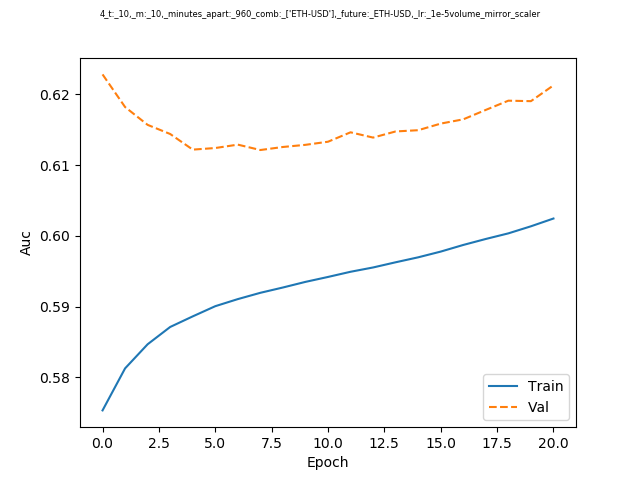 4_t:_10,_m:_10,_minutes_apart:_960_comb:_['ETH-USD'],_future:_ETH-USD,_lr:_1e-5volume_mirror_scaler
0.62
0.61
0.60
0.59
0.58
Auc
Train
Val
0.0 2.5 5.0 7.5 10.0 12.5 15.0 17.5 20.0
Epoch